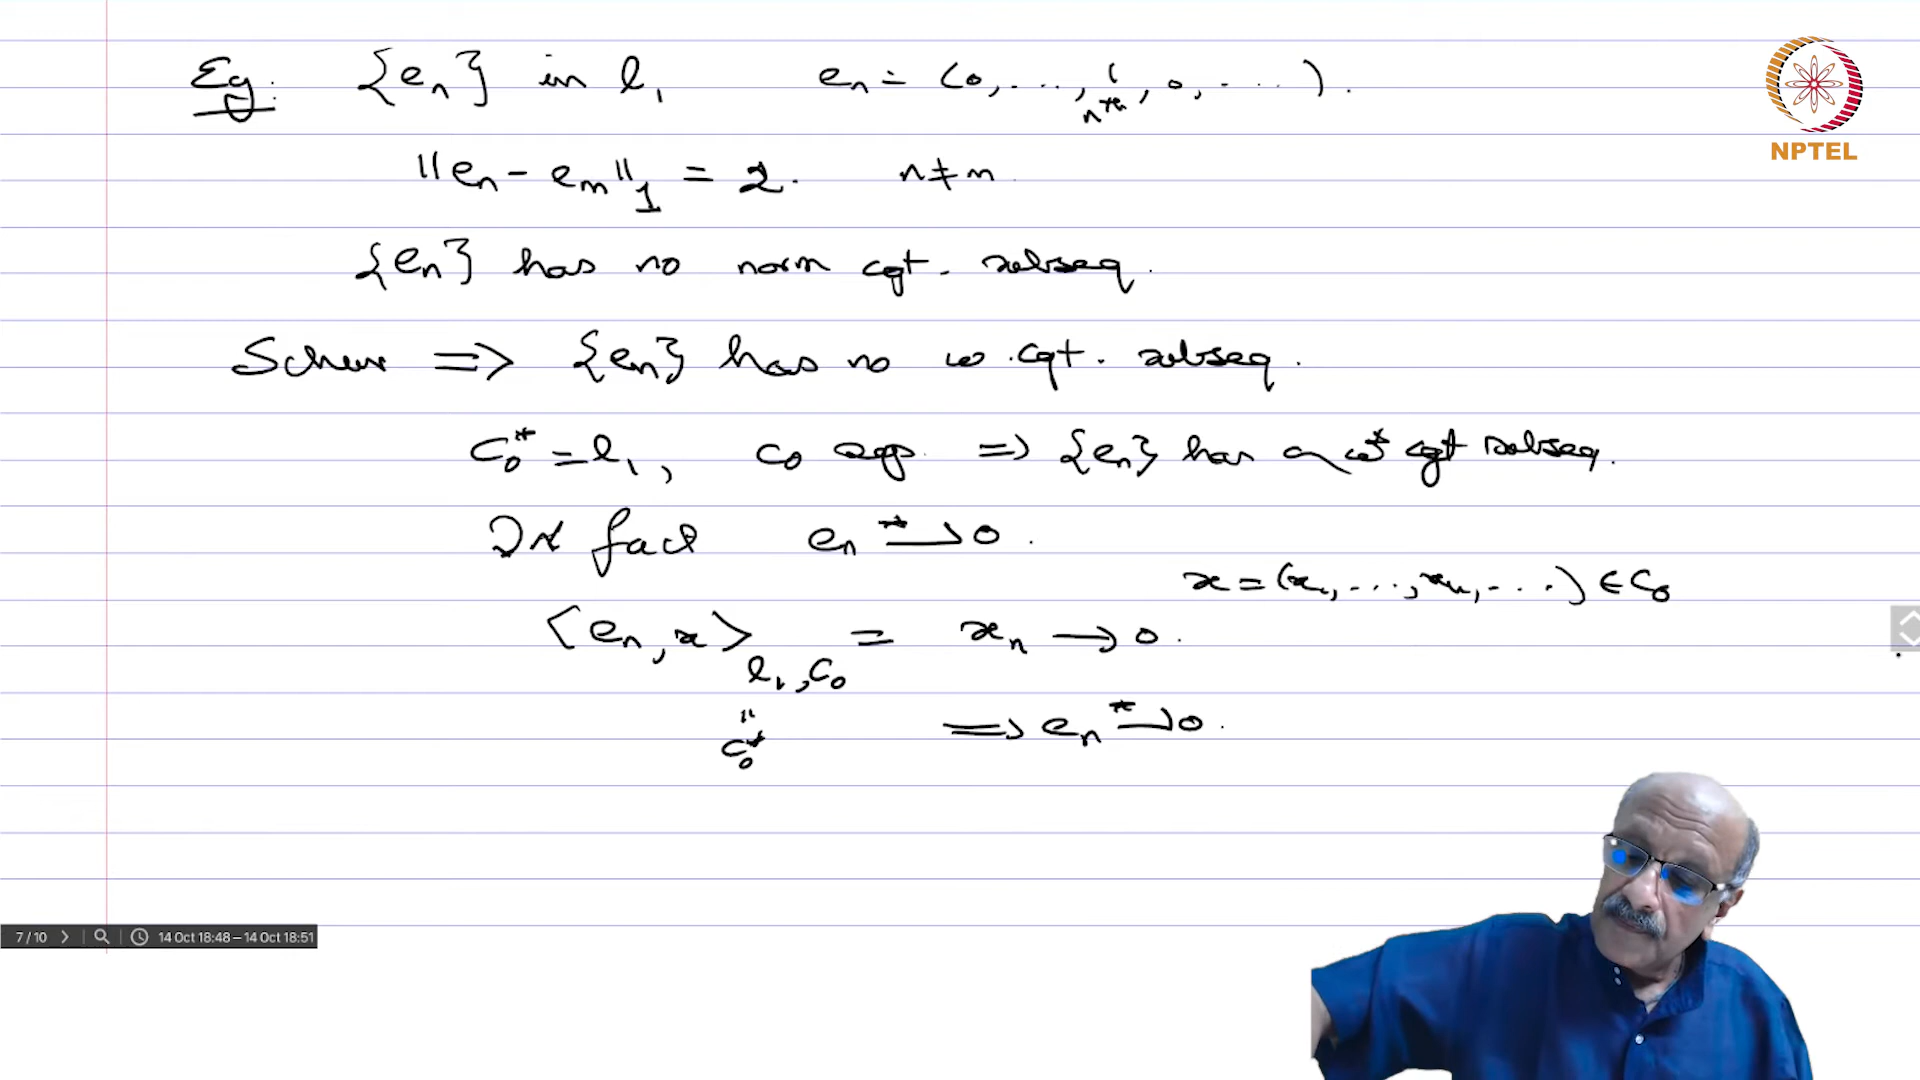 Eg: {eₙ} in l₁ eₙ = (0, ..., 1, 0, ...).
nᵗʰ
‖eₙ - eₘ‖₁ = 2. n ≠ m.
{eₙ} has no norm cgt. subseq.
Schur ⇒ {eₙ} has no w. cgt. subseq.
c₀* = l₁, c₀ sep. ⇒ {eₙ} has a w* cgt subseq.
In fact eₙ *⇀ 0.
x = (x₁, ..., xₙ, ...) ∈ c₀
⟨eₙ, x⟩ = xₙ → 0.
l₁, c₀
"
c₀* ⇒ eₙ *⇀ 0.
NPTEL
7/10 > 14 Oct 18:48 – 14 Oct 18:51